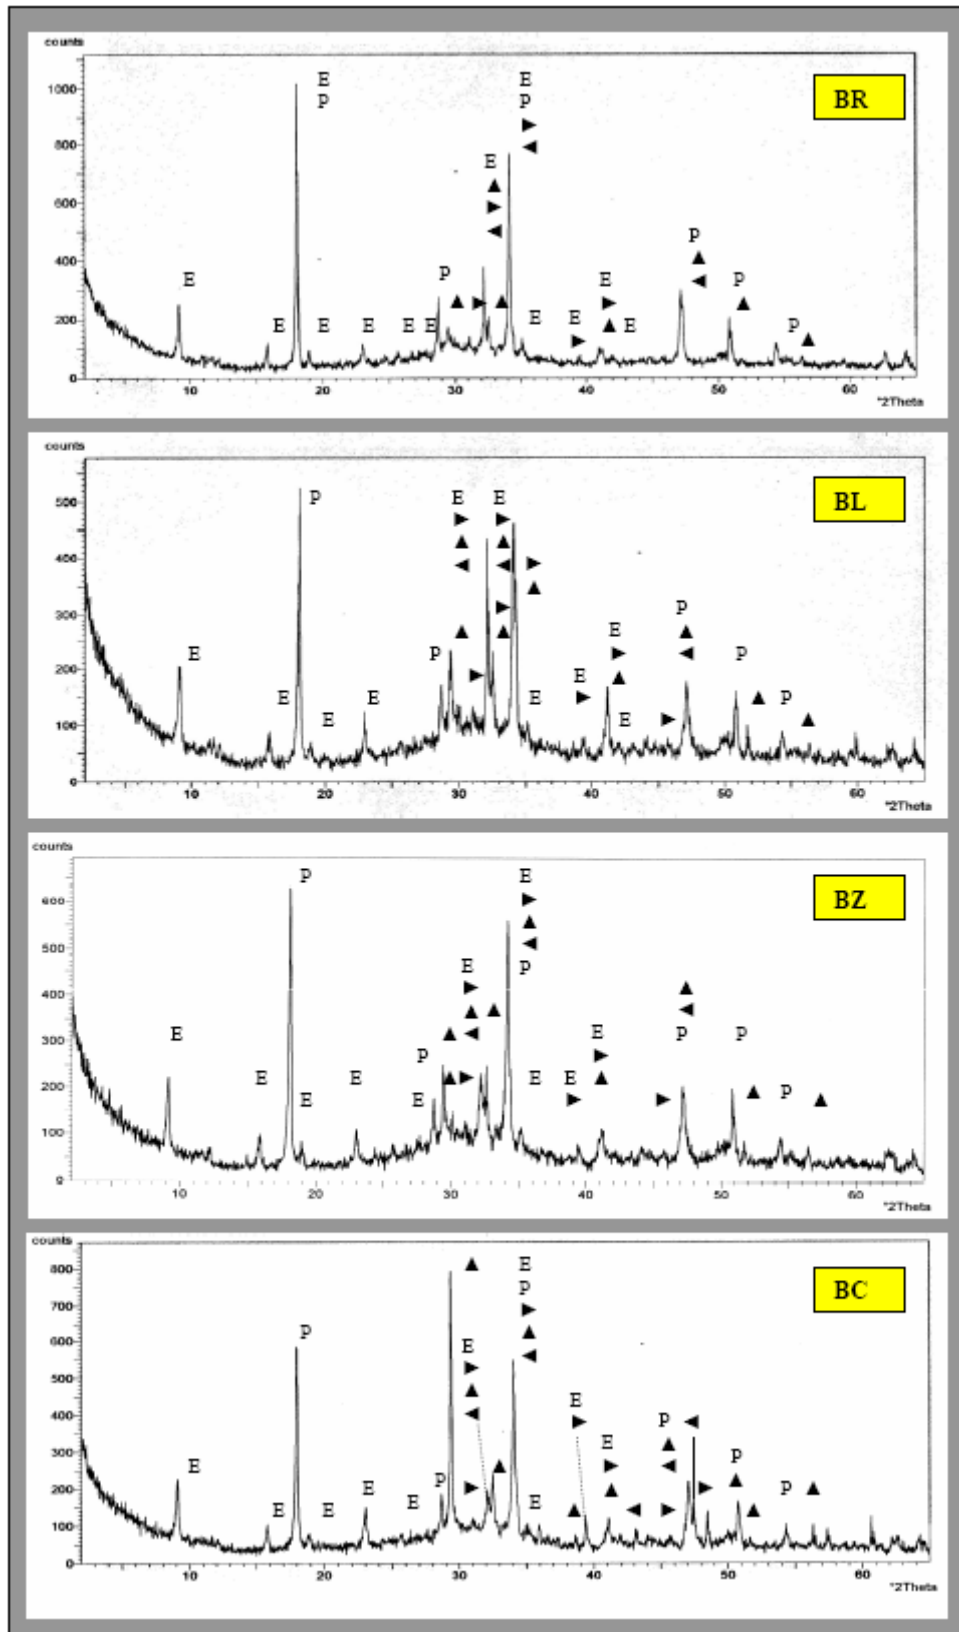 counts
E E
1000 P P BR
800
E
600
P
400
E P P
200 E E E E E E E E P
0
10 20 30 40 50 60
°2Theta
counts
500 P E E BL
400
300
E P
200 E P E P
100 E E E E E P
0
10 20 30 40 50 60
°2Theta
counts
P E
600 BZ
500
E P
400
300 E P E P P
200 E E E E E E E P
100
0
10 20 30 40 50 60
°2Theta
counts
800 E
P BC
700
600 P E
500
400 E
300 E P P
200 E E P P
100 E E E E
0
10 20 30 40 50 60
°2Theta